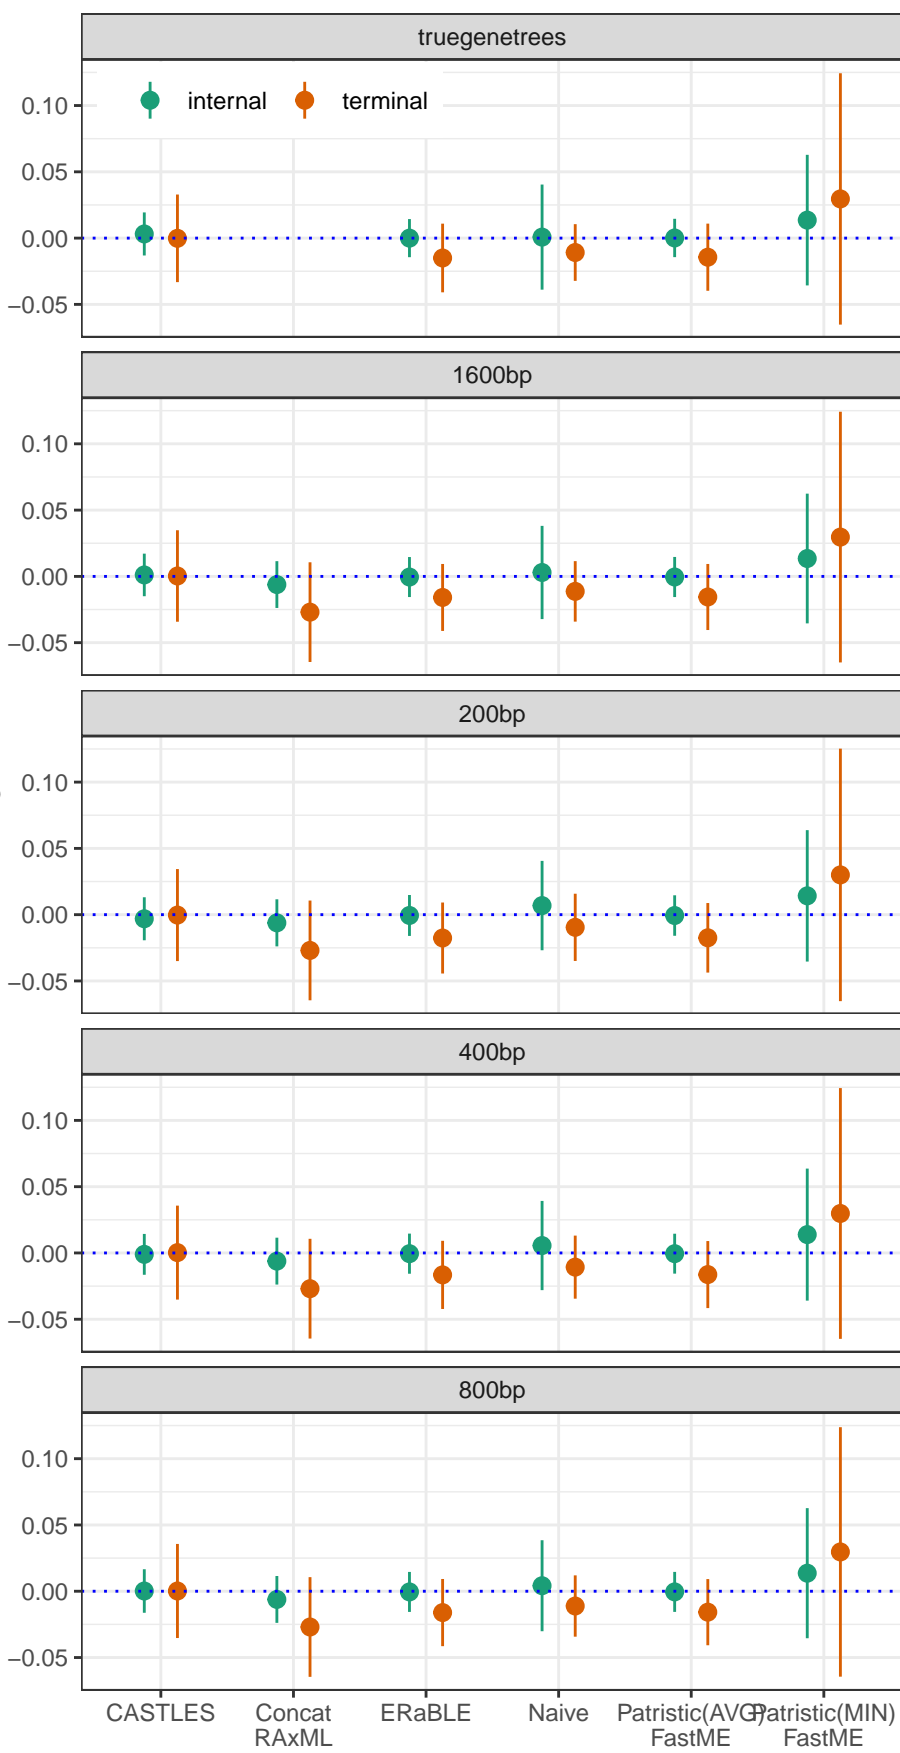 truegenetrees
internal terminal
0.10
0.05
0.00
−0.05
1600bp
0.10
0.05
0.00
−0.05
200bp
0.10
0.05
0.00
−0.05
400bp
0.10
0.05
0.00
−0.05
800bp
0.10
0.05
0.00
−0.05
CASTLES Concat ERaBLE Naive Patristic(AVG) Patristic(MIN)
RAxML FastME FastME